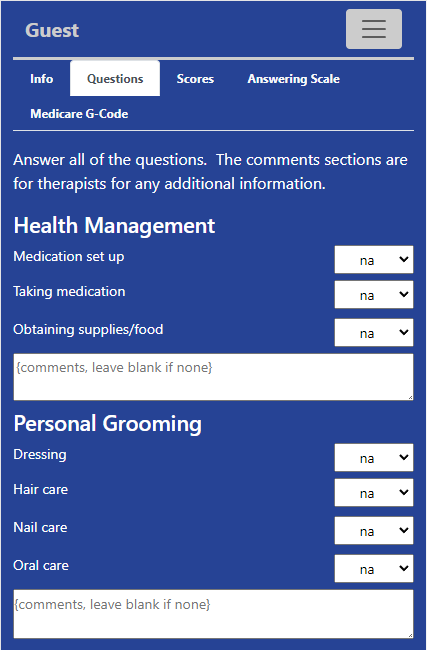 Guest
Info Questions Scores Answering Scale
Medicare G-Code
Answer all of the questions.  The comments sections are
for therapists for any additional information.
Health Management
Medication set up na
Taking medication na
Obtaining supplies/food na
{comments, leave blank if none}
Personal Grooming
Dressing na
Hair care na
Nail care na
Oral care na
{comments, leave blank if none}